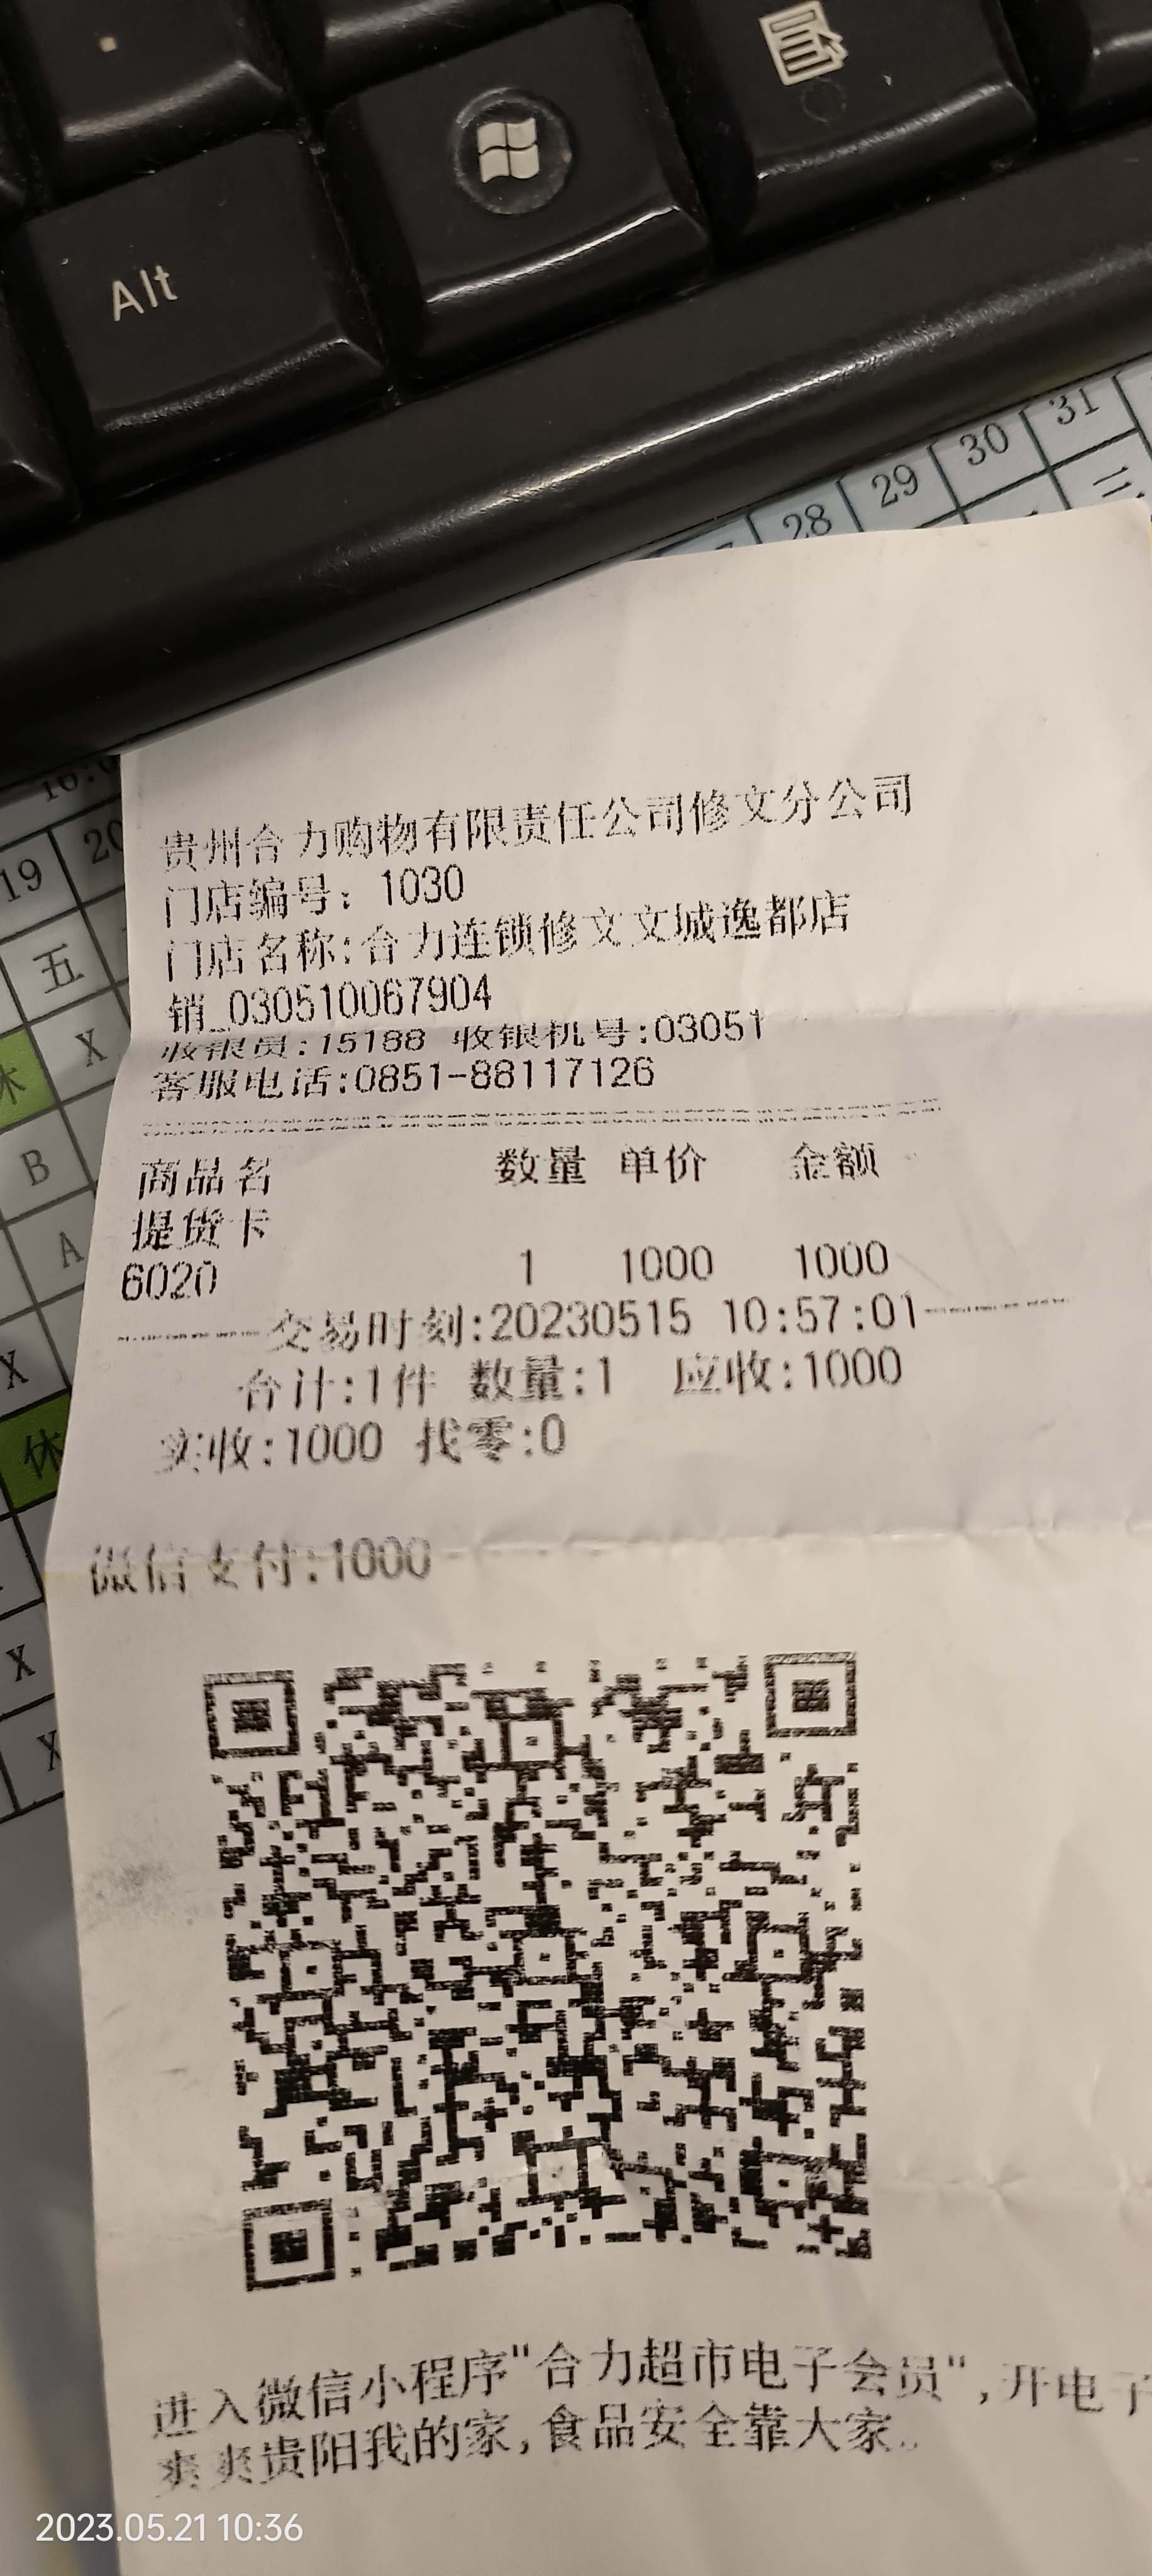 Alt
28 29 30 31
二
19 20
五
X
休
B
A
X
休
X
X
贵州合力购物有限责任公司修文分公司
门店编号：1030
门店名称:合力连锁修文文城逸都店
销_030510067904
收银员:15188 收银机号:03051
客服电话:0851-88117126
商品名 数量 单价 金额
提货卡
6020 1 1000 1000
交易时刻:20230515 10:57:01
合计:1件 数量:1 应收:1000
实收:1000 找零:0
微信支付:1000
进入微信小程序"合力超市电子会员",开电子
爽爽贵阳我的家,食品安全靠大家.
2023.05.21 10:36